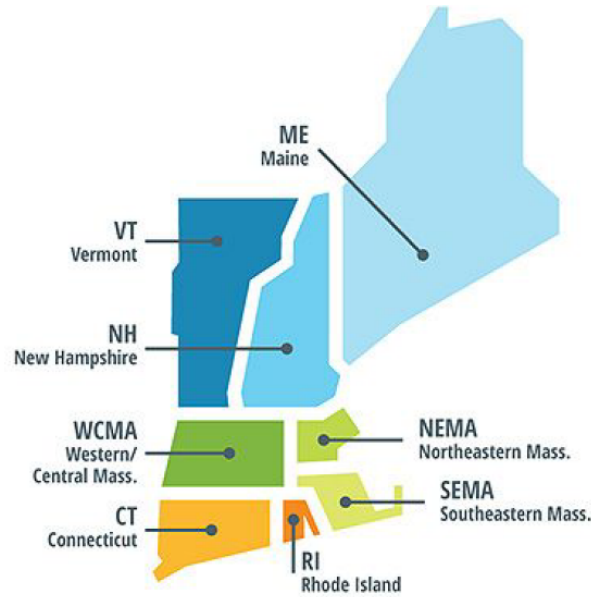 ME
Maine
VT
Vermont
NH
New Hampshire
WCMA
Western/
Central Mass.
NEMA
Northeastern Mass.
SEMA
Southeastern Mass.
CT
Connecticut
RI
Rhode Island